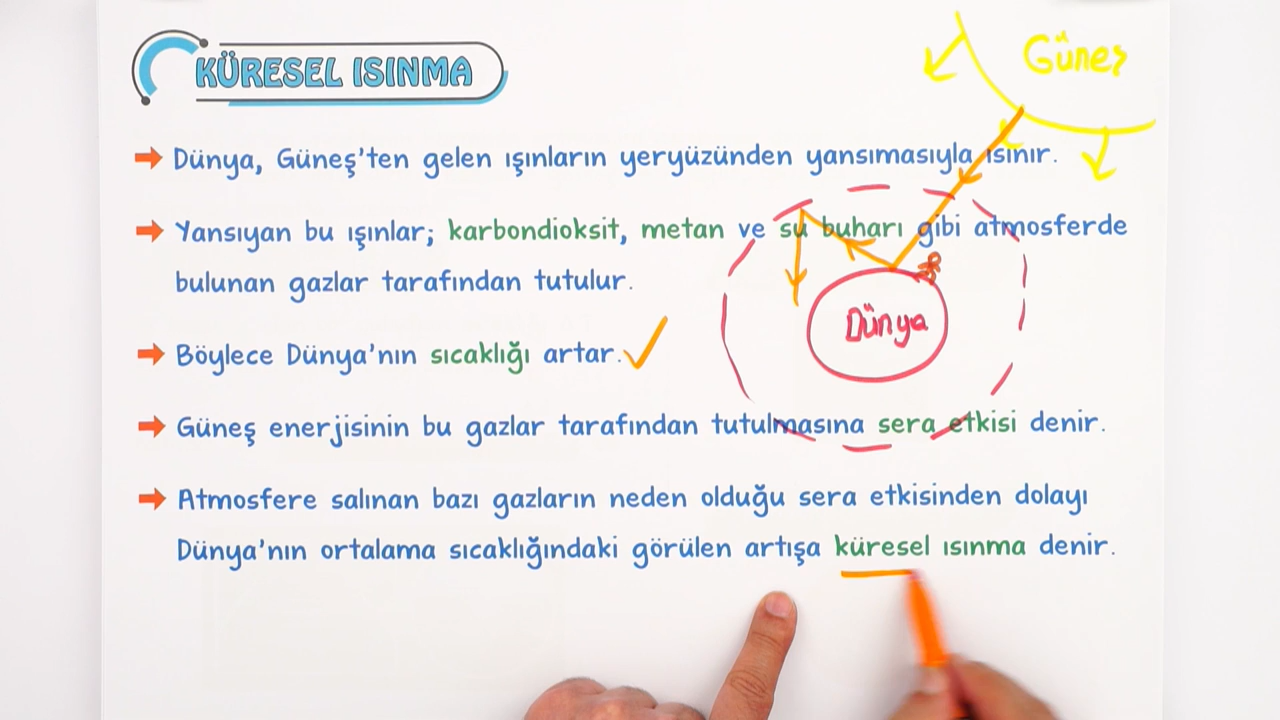 KÜRESEL ISINMA
Güneş
Dünya, Güneş'ten gelen ışınların yeryüzünden yansımasıyla ısınır.
Yansıyan bu ışınlar; karbondioksit, metan ve su buharı gibi atmosferde
bulunan gazlar tarafından tutulur.
Dünya
Böylece Dünya'nın sıcaklığı artar.
Güneş enerjisinin bu gazlar tarafından tutulmasına sera etkisi denir.
Atmosfere salınan bazı gazların neden olduğu sera etkisinden dolayı
Dünya'nın ortalama sıcaklığındaki görülen artışa küresel ısınma denir.